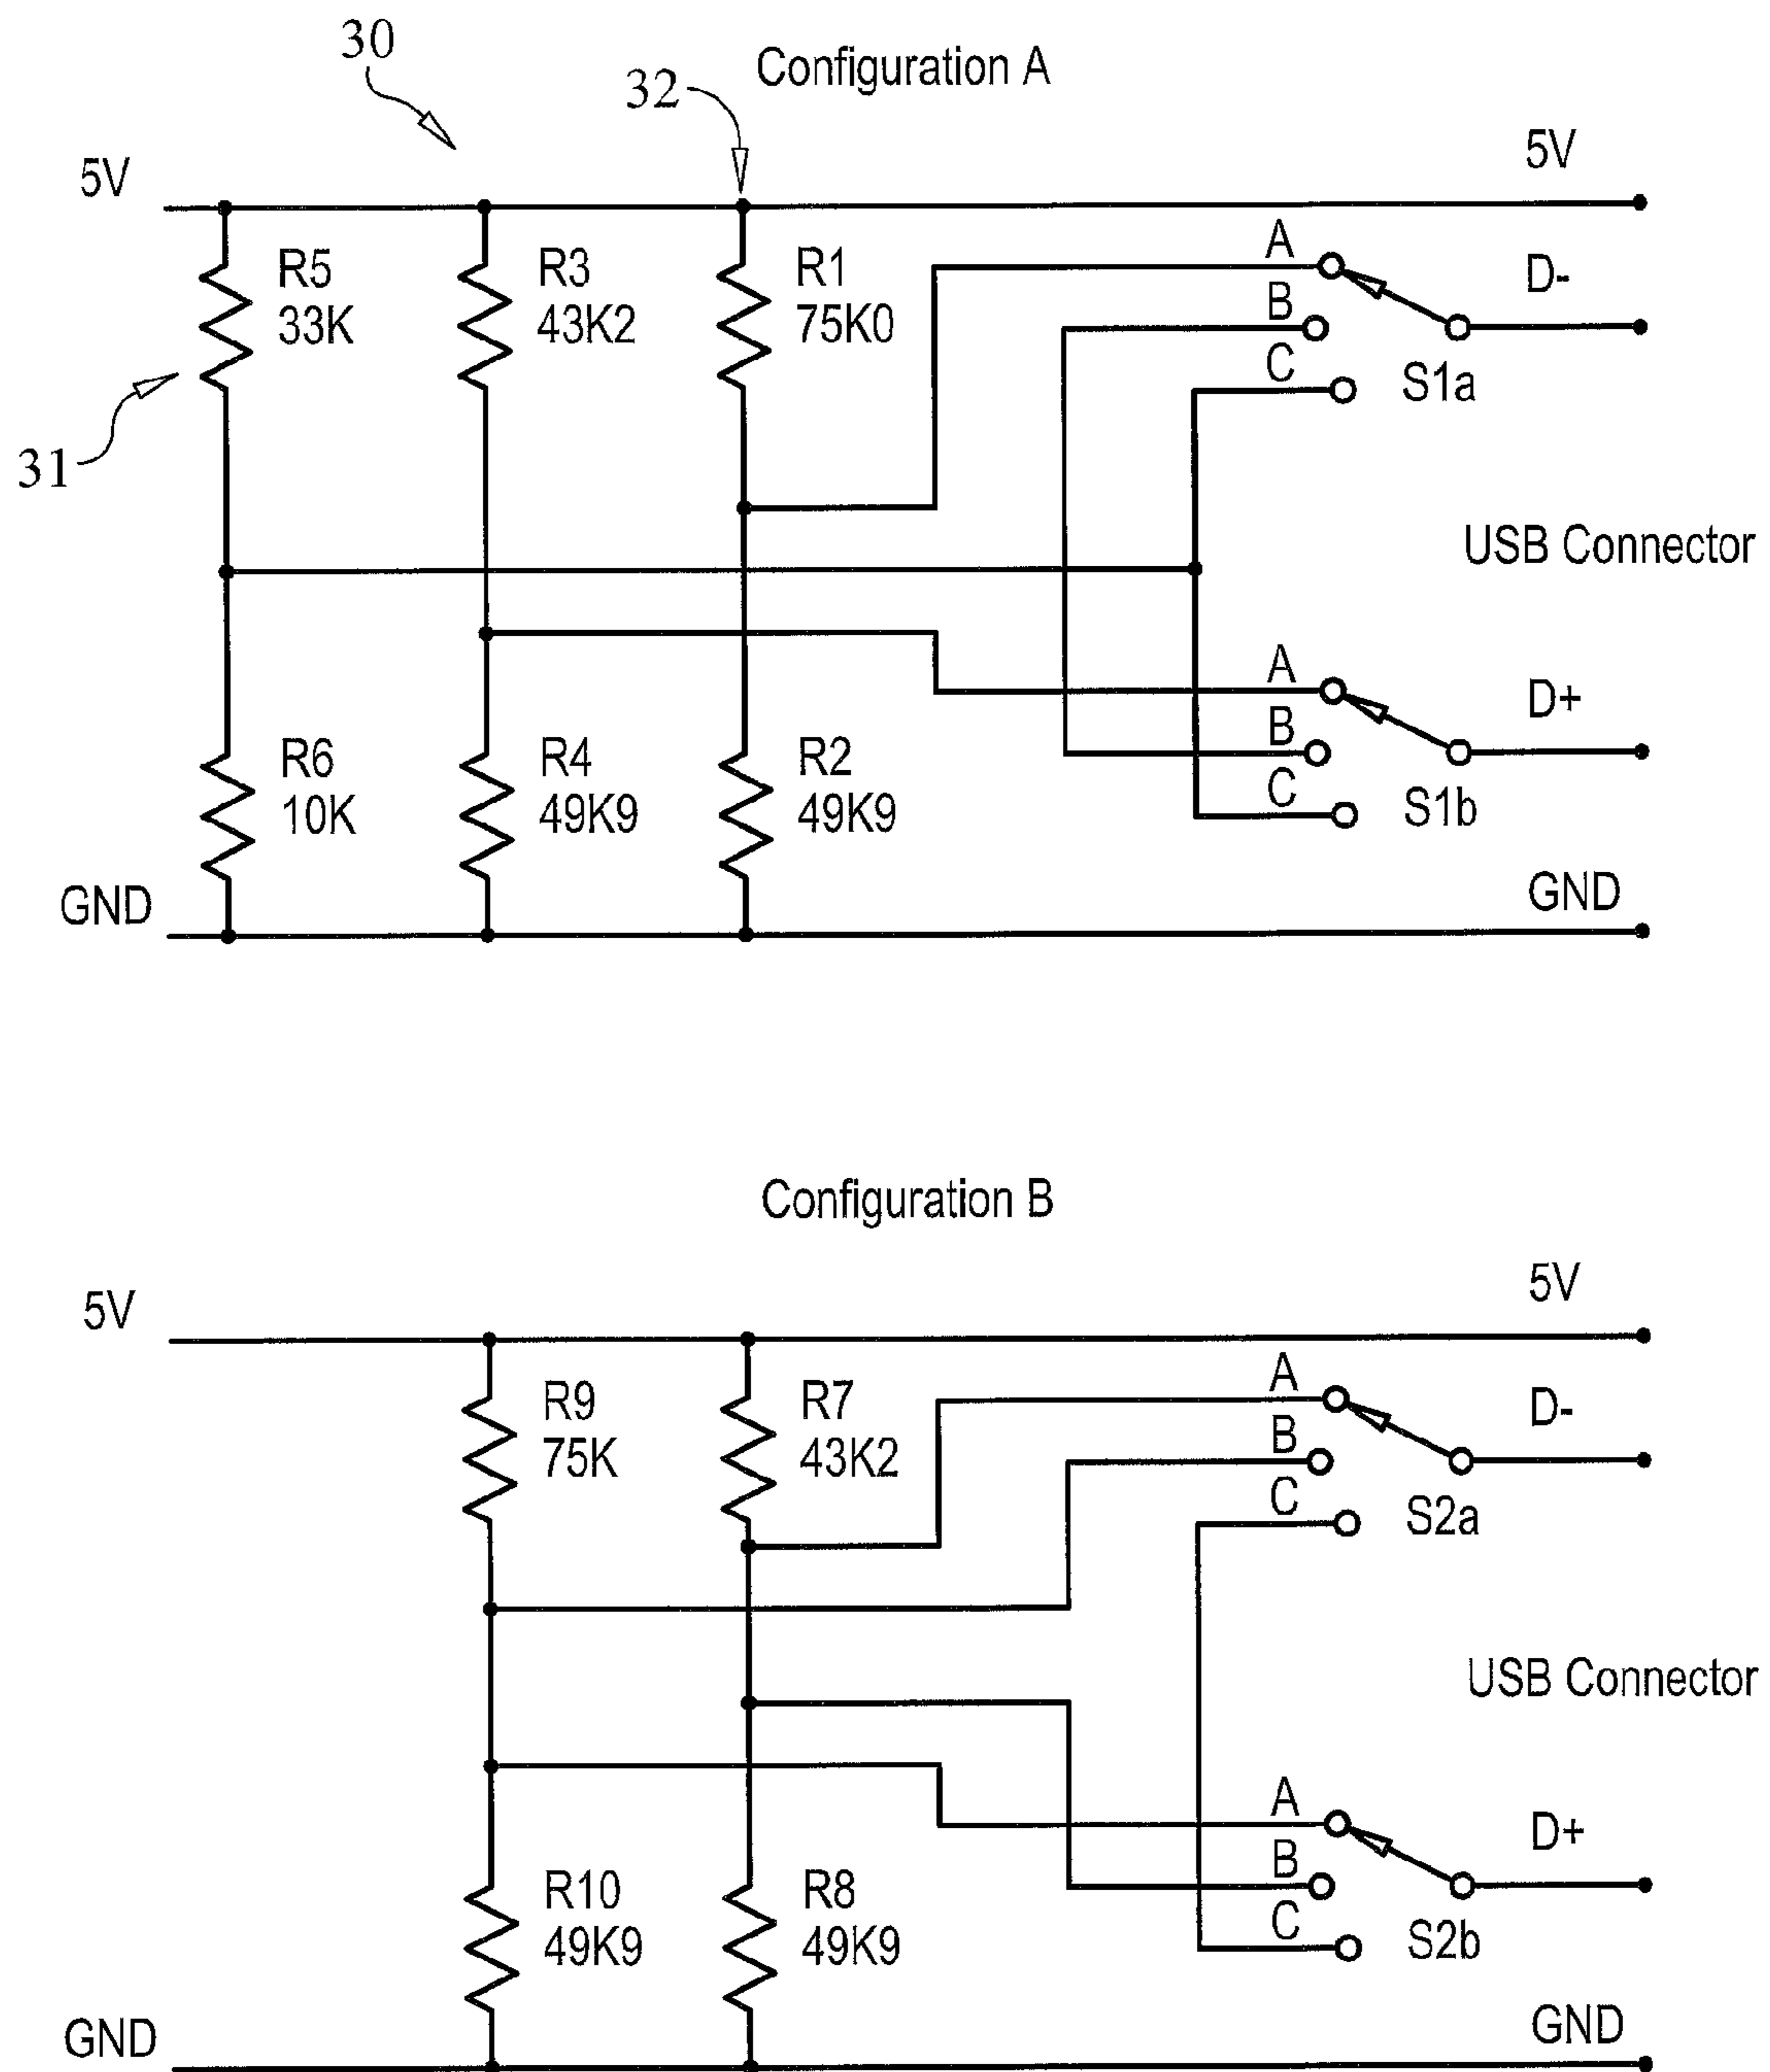 30
Configuration A
32
5V
5V
R5
33K
R3
43K2
R1
75K0
A
B
C
D-
S1a
31
USB Connector
R6
10K
R4
49K9
R2
49K9
A
B
C
D+
S1b
GND
GND
Configuration B
5V
5V
R9
75K
R7
43K2
A
B
C
D-
S2a
USB Connector
R10
49K9
R8
49K9
A
B
C
D+
S2b
GND
GND